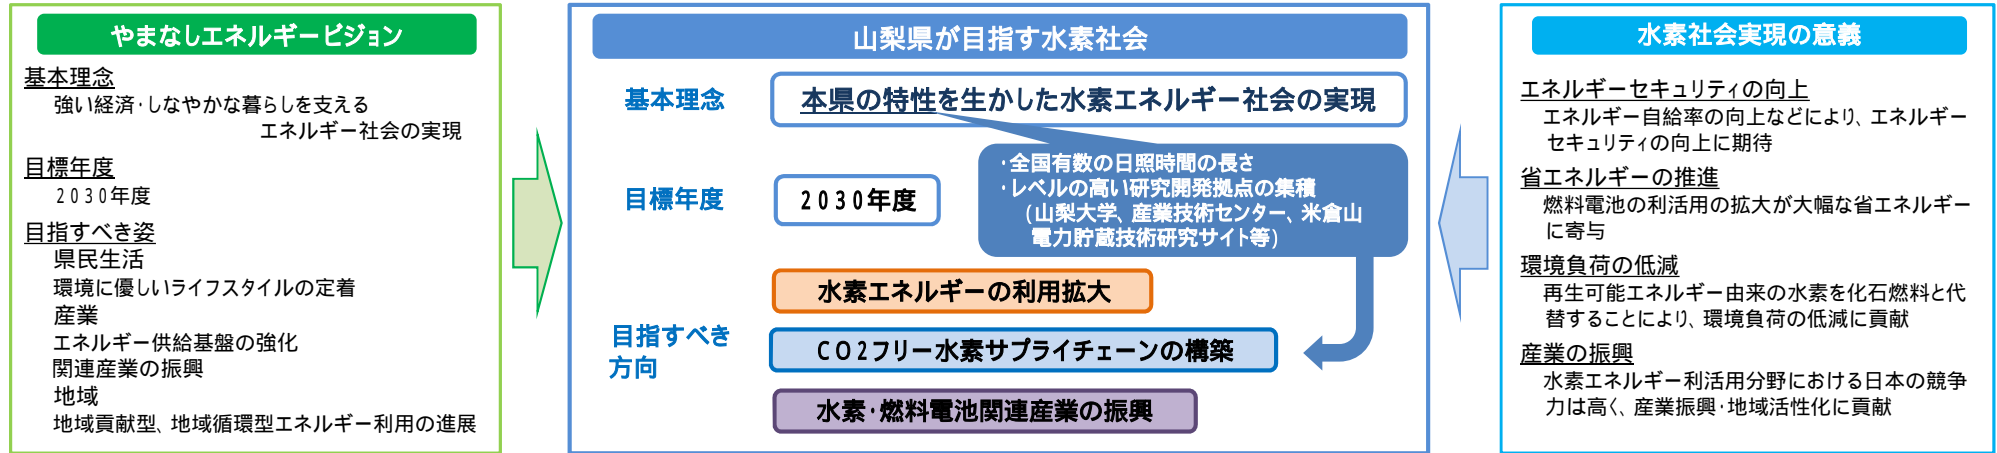 やまなしエネルギービジョン
基本理念
強い経済・しなやかな暮らしを支える
エネルギー社会の実現
目標年度
2030年度
目指すべき姿
県民生活
環境に優しいライフスタイルの定着
産業
エネルギー供給基盤の強化
関連産業の振興
地域
地域貢献型、地域循環型エネルギー利用の進展
山梨県が目指す水素社会
基本理念
本県の特性を生かした水素エネルギー社会の実現
・全国有数の日照時間の長さ
・レベルの高い研究開発拠点の集積
(山梨大学、産業技術センター、米倉山
電力貯蔵技術研究サイト等)
目標年度
2030年度
目指すべき
方向
水素エネルギーの利用拡大
CO2フリー水素サプライチェーンの構築
水素・燃料電池関連産業の振興
水素社会実現の意義
エネルギーセキュリティの向上
エネルギー自給率の向上などにより、エネルギー
セキュリティの向上に期待
省エネルギーの推進
燃料電池の利活用の拡大が大幅な省エネルギー
に寄与
環境負荷の低減
再生可能エネルギー由来の水素を化石燃料と代
替することにより、環境負荷の低減に貢献
産業の振興
水素エネルギー利活用分野における日本の競争
力は高く、産業振興・地域活性化に貢献